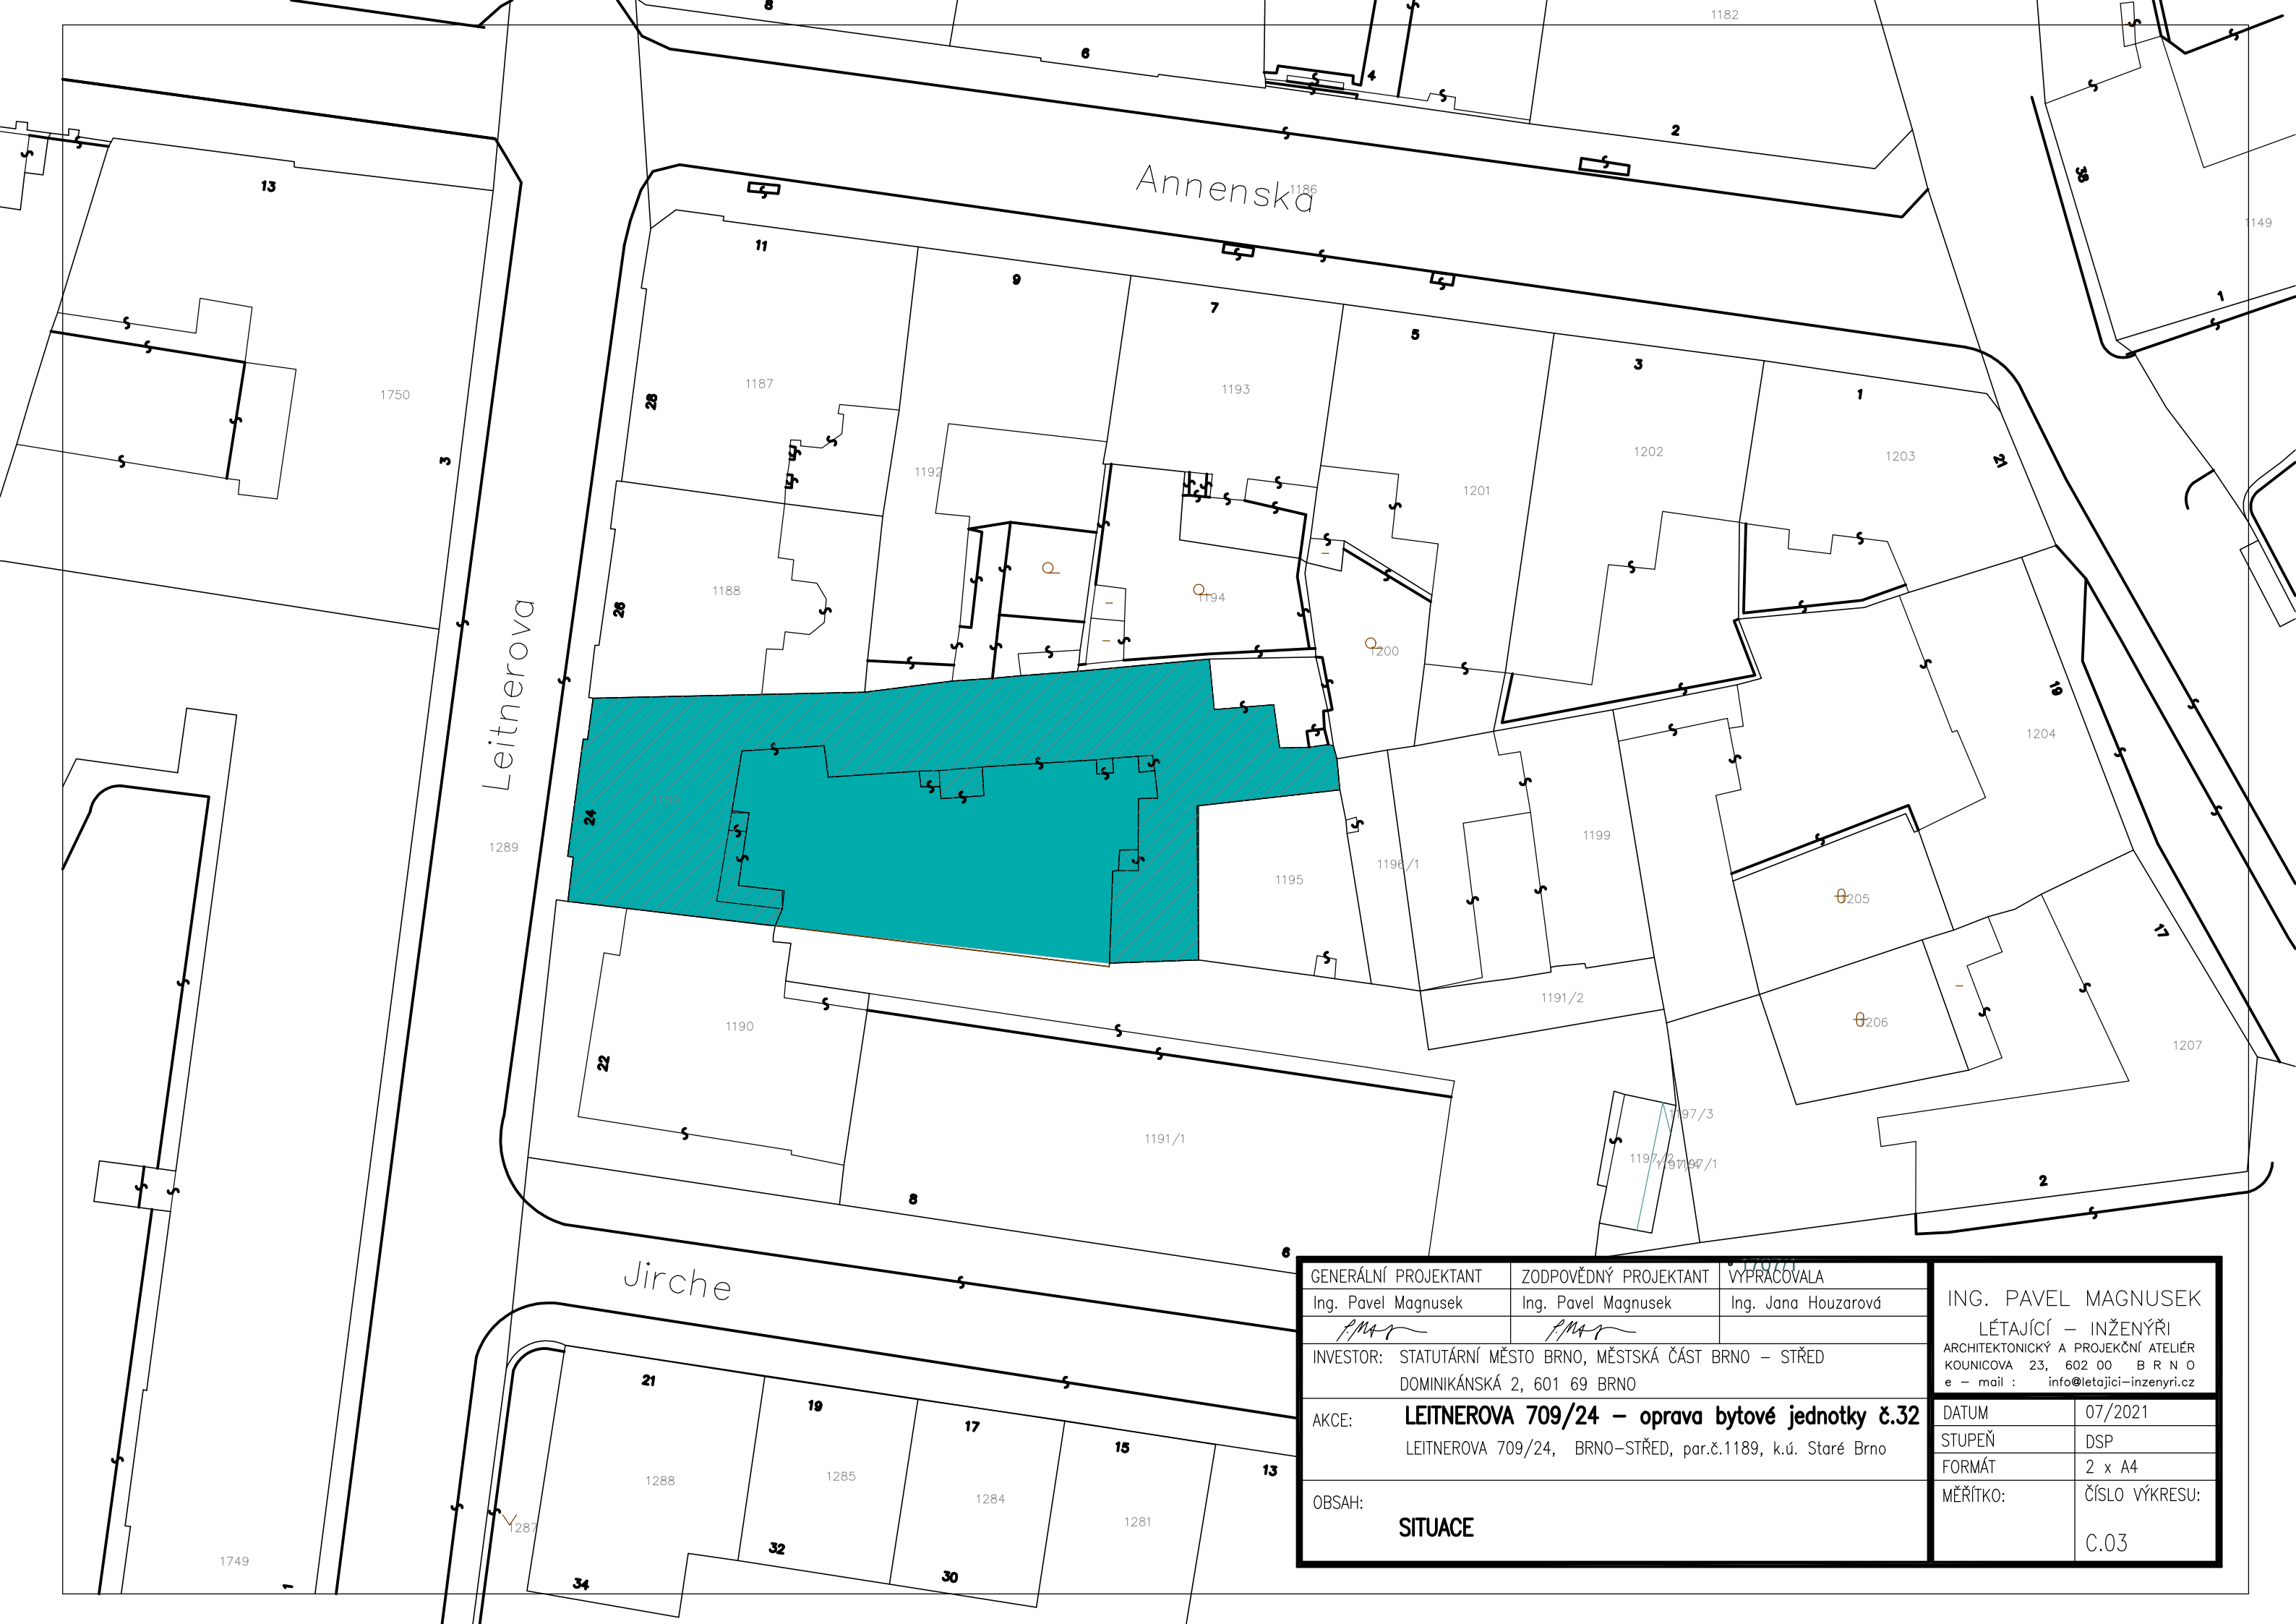 8
1182
6
4
2
38
13
Annenská
1186
1149
11
9
7
5
3
1
1
1187
1193
1750
28
1202
1203
21
3
1192
1201
1188
1194
26
1200
Leitnerova
19
1204
1189
24
1289
1199
1196/1
1195
1205
17
1191/2
1190
1206
1207
22
1191/1
1197/3
1197/2
1197/1
8
2
6
Jirche
1707/1
GENERÁLNÍ PROJEKTANT
ZODPOVĚDNÝ PROJEKTANT
VYPRACOVALA
Ing. Pavel Magnusek
Ing. Pavel Magnusek
Ing. Jana Houzarová
INVESTOR: STATUTÁRNÍ MĚSTO BRNO, MĚSTSKÁ ČÁST BRNO – STŘED
DOMINIKÁNSKÁ 2, 601 69 BRNO
AKCE: LEITNEROVA 709/24 – oprava bytové jednotky č.32
LEITNEROVA 709/24, BRNO–STŘED, par.č.1189, k.ú. Staré Brno
OBSAH:
SITUACE
ING. PAVEL MAGNUSEK
LÉTAJÍCÍ – INŽENÝŘI
ARCHITEKTONICKÝ A PROJEKČNÍ ATELIÉR
KOUNICOVA 23, 602 00 B R N O
e – mail : info@letajici–inzenyri.cz
DATUM 07/2021
STUPEŇ DSP
FORMÁT 2 x A4
MĚŘÍTKO: ČÍSLO VÝKRESU:
C.03
21
19
17
15
13
1288
1285
1284
1281
1287
1749
1
34
32
30